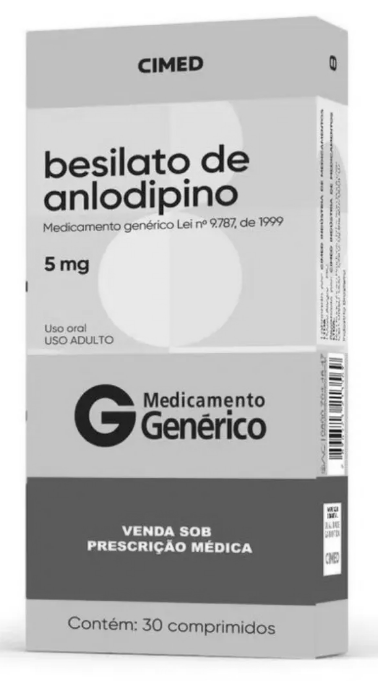 CIMED
besilato de
anlodipino
Medicamento genérico Lei nº 9.787, de 1999
5 mg
Uso oral
USO ADULTO
G Medicamento
Genérico
VENDA SOB
PRESCRIÇÃO MÉDICA
Contém: 30 comprimidos
CIMED